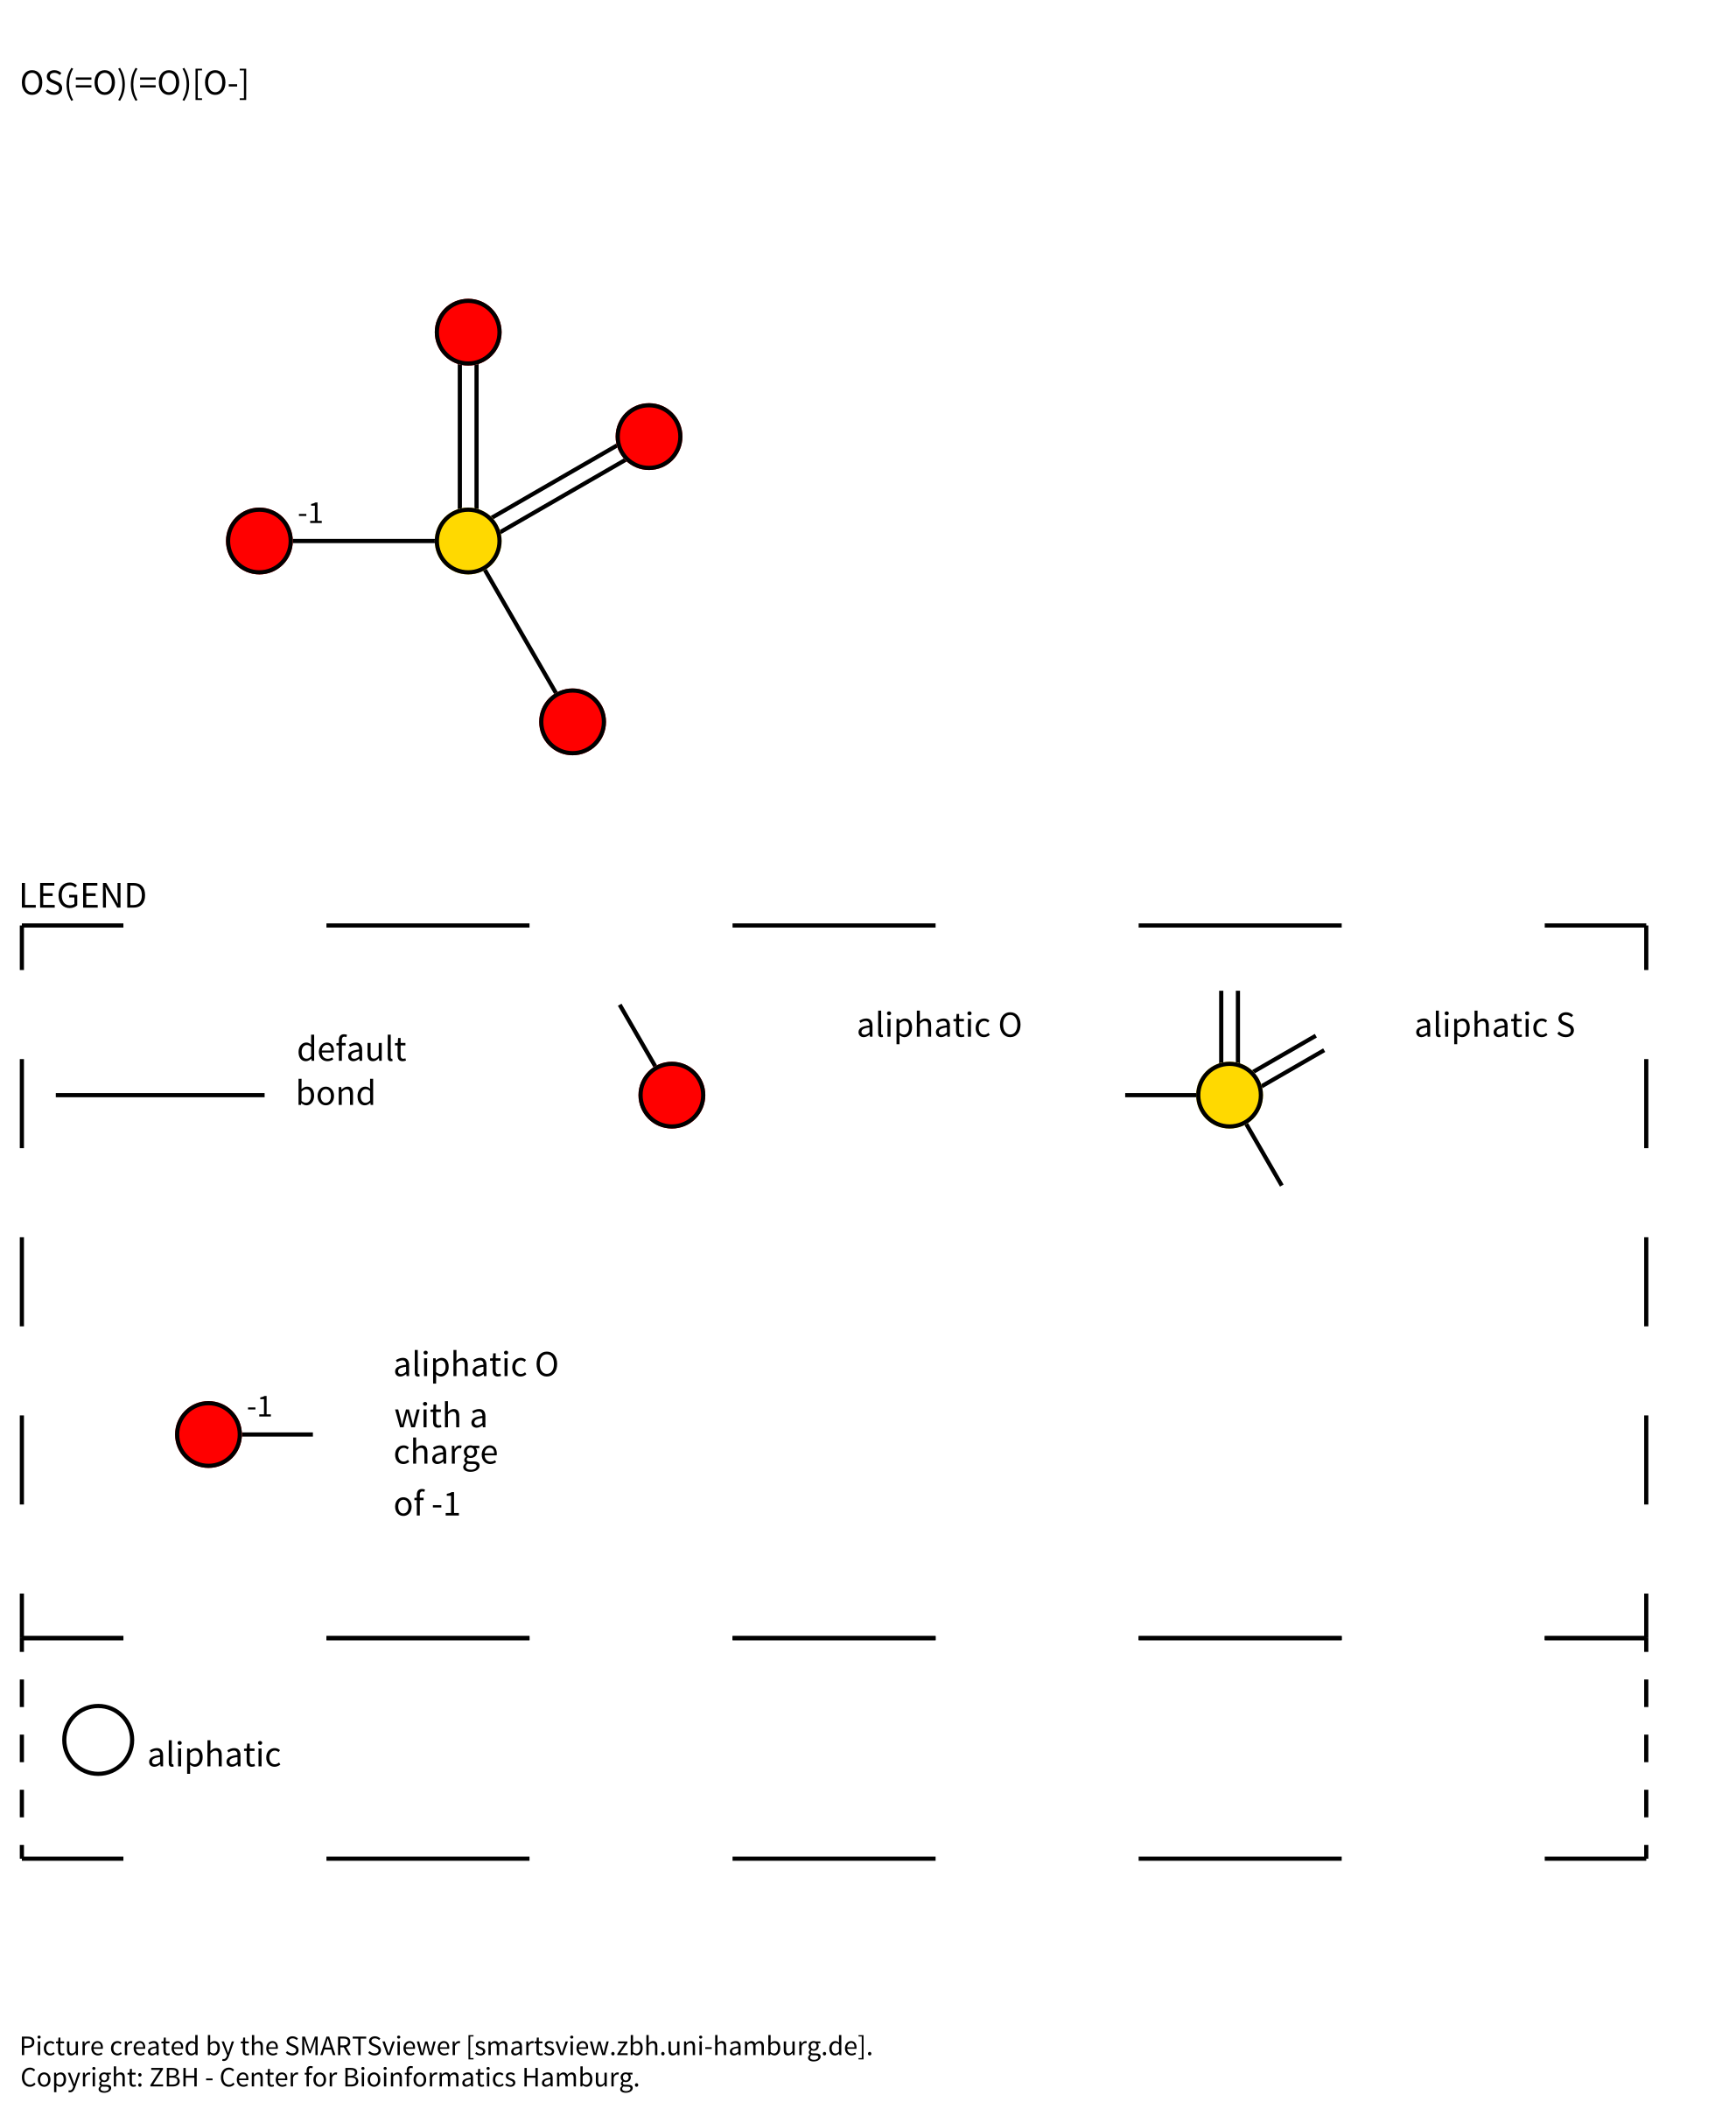 OS(=O)(=O)[O-]
-1
LEGEND
default
bond
aliphatic O
aliphatic S
-1
aliphatic O
with a
charge
of -1
aliphatic
Picture created by the SMARTSviewer [smartsview.zbh.uni-hamburg.de].
Copyright: ZBH - Center for Bioinformatics Hamburg.